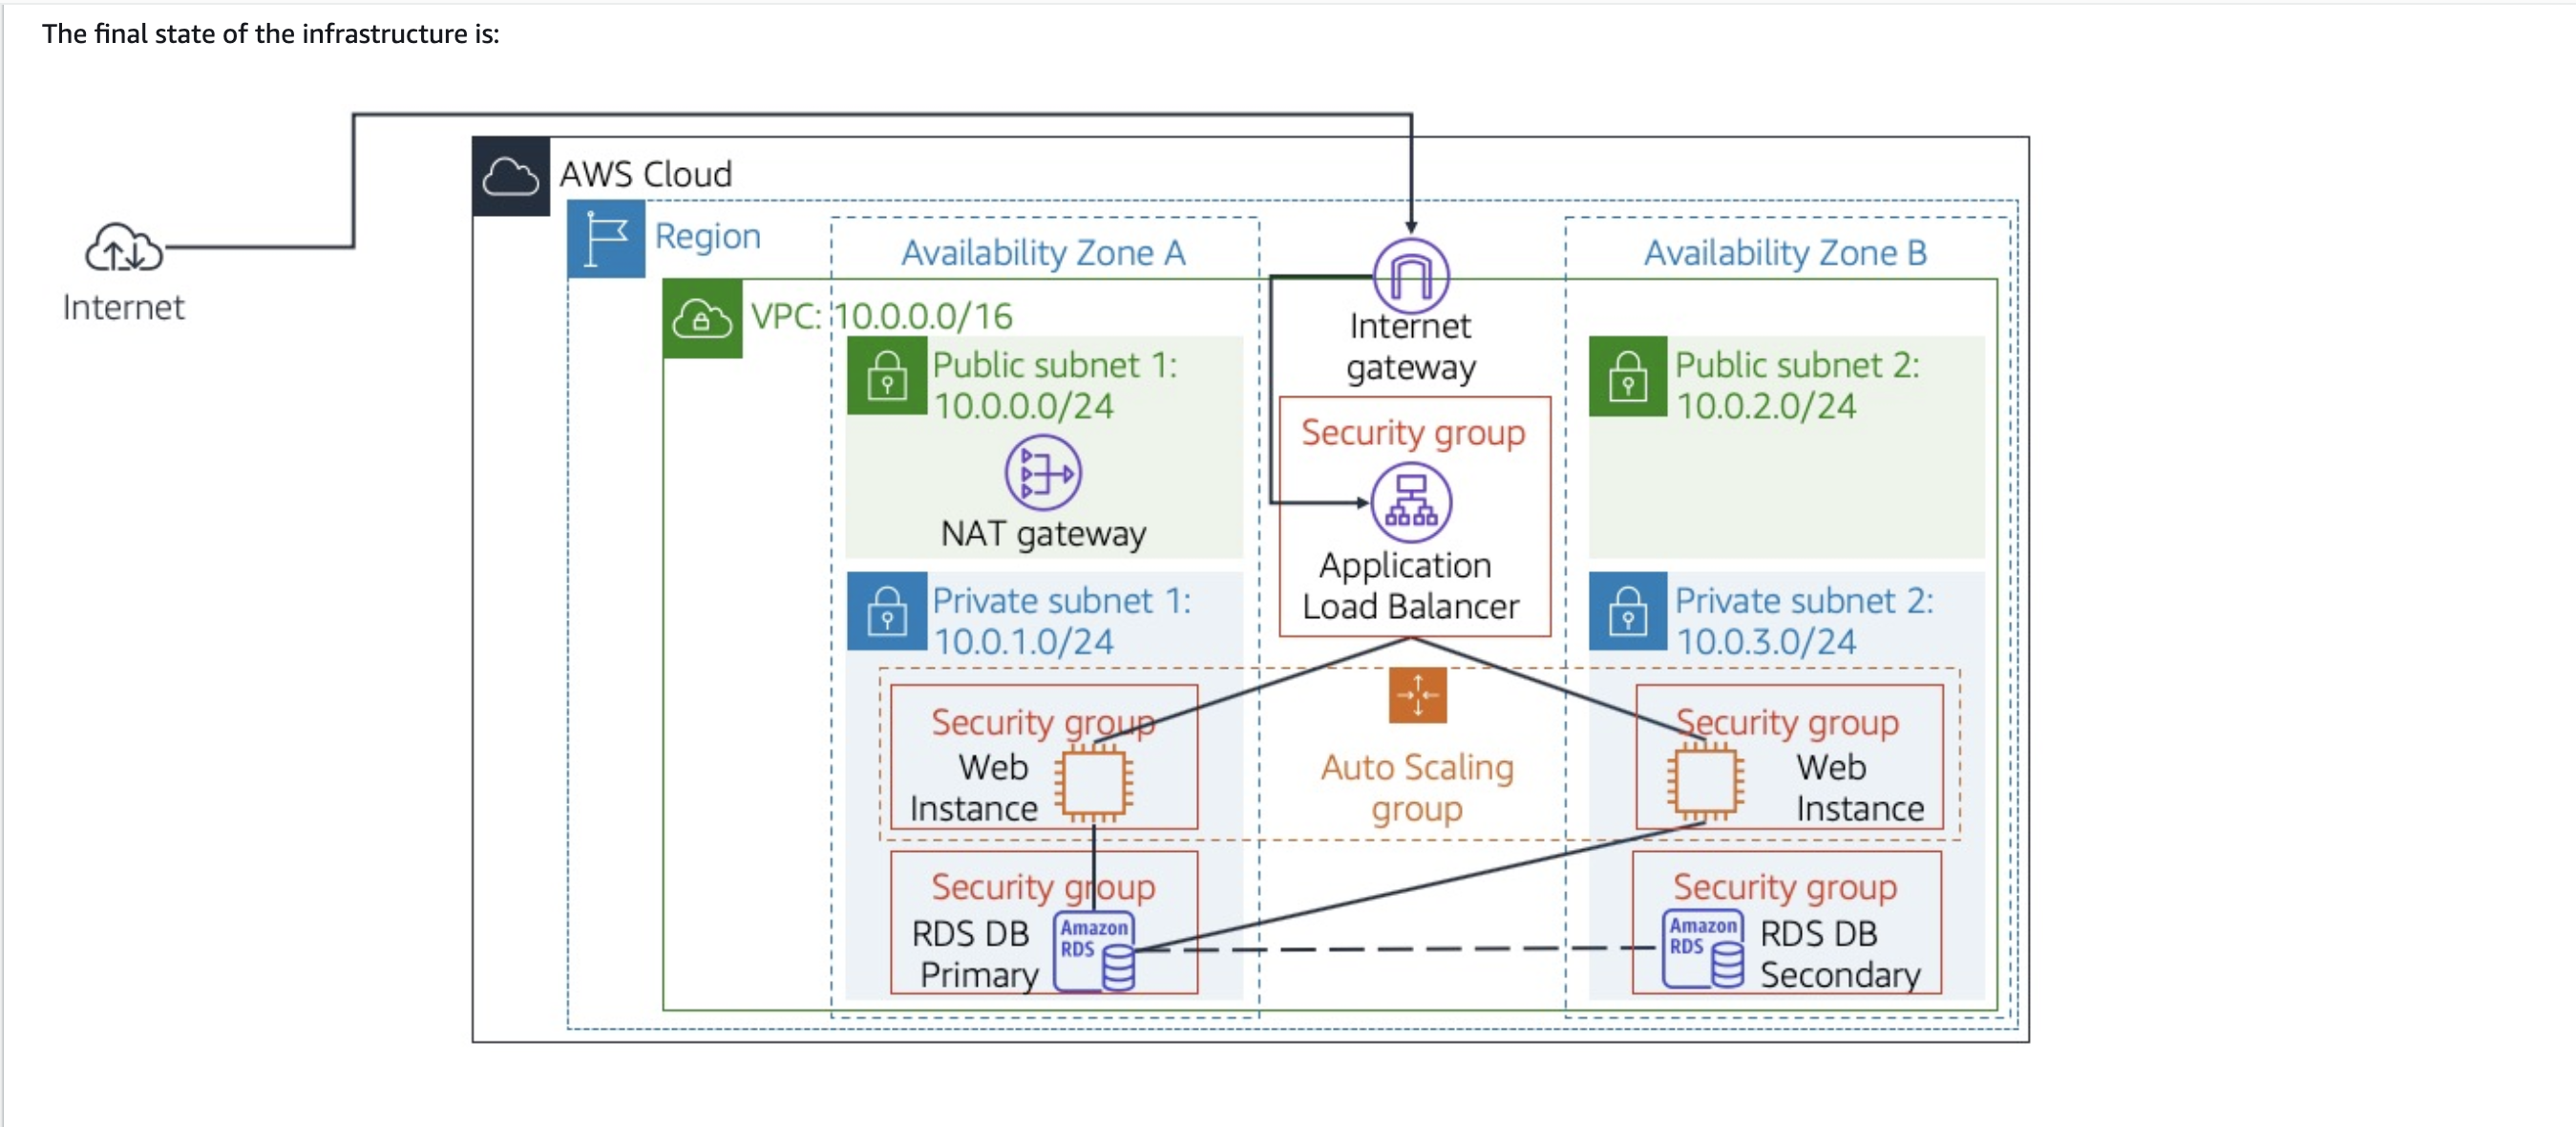 The final state of the infrastructure is:
AWS Cloud
Region
Availability Zone A
Availability Zone B
Internet
VPC: 10.0.0.0/16
Internet
gateway
Public subnet 1:
10.0.0.0/24
Public subnet 2:
10.0.2.0/24
Security group
NAT gateway
Application
Load Balancer
Private subnet 1:
10.0.1.0/24
Private subnet 2:
10.0.3.0/24
Security group
Web
Instance
Auto Scaling
group
Security group
Web
Instance
Security group
RDS DB
Primary
Amazon
RDS
Security group
Amazon
RDS
RDS DB
Secondary